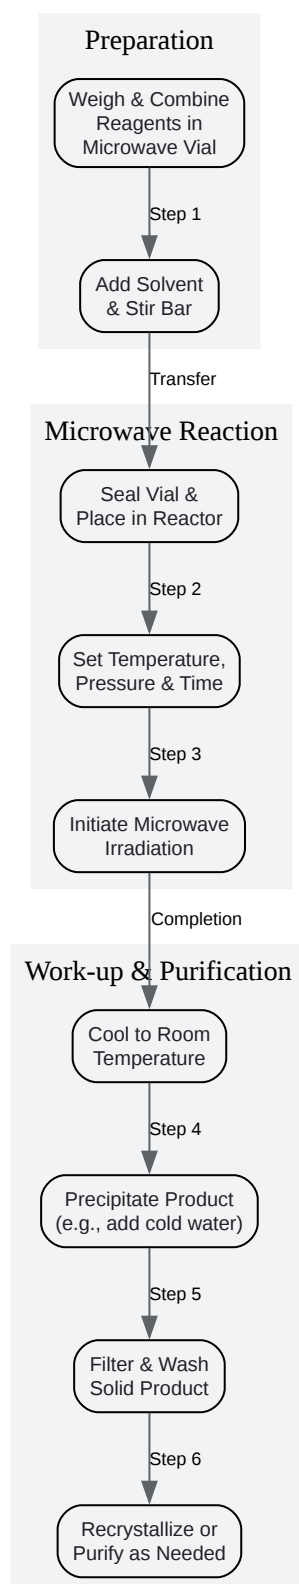 Preparation
Weigh & Combine
Reagents in
Microwave Vial
Step 1
Add Solvent
& Stir Bar
Transfer
Microwave Reaction
Seal Vial &
Place in Reactor
Step 2
Set Temperature,
Pressure & Time
Step 3
Initiate Microwave
Irradiation
Completion
Work-up & Purification
Cool to Room
Temperature
Step 4
Precipitate Product
(e.g., add cold water)
Step 5
Filter & Wash
Solid Product
Step 6
Recrystallize or
Purify as Needed